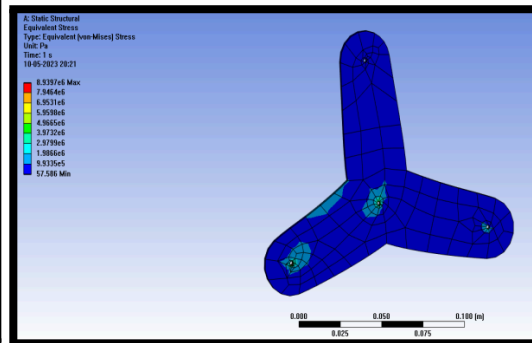 A: Static Structural
Equivalent Stress
Type: Equivalent (von-Mises) Stress
Unit: Pa
Time: 1 s
10-05-2023 20:21
8.9397e6 Max
7.9464e6
6.9531e6
5.9598e6
4.9665e6
3.9732e6
2.9799e6
1.9866e6
9.9335e5
57.586 Min
0.000
0.050
0.100 (m)
0.025
0.075